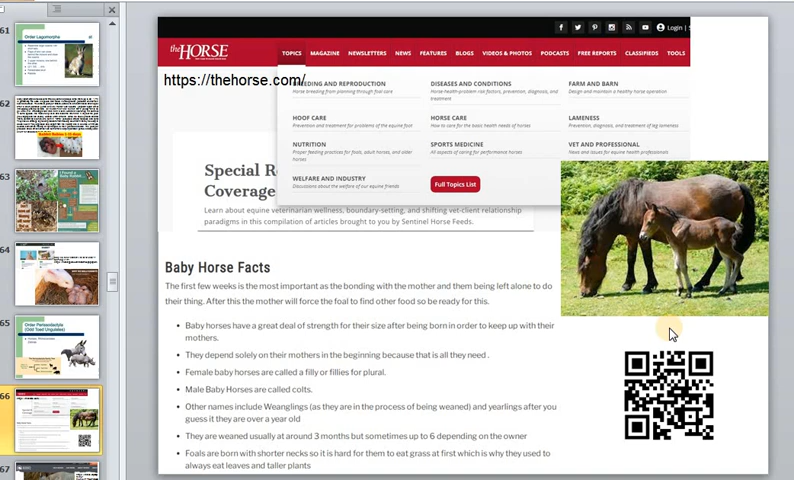 Login |
the HORSE
TOPICS MAGAZINE NEWSLETTERS NEWS FEATURES BLOGS VIDEOS & PHOTOS PODCASTS FREE REPORTS CLASSIFIEDS TOOLS
https://thehorse.com/
EDING AND REPRODUCTION
Horse breeding from planning through foal care
DISEASES AND CONDITIONS
Horse-health-problem risk factors, prevention, diagnosis, and
treatment
FARM AND BARN
Design and maintain a healthy horse operation
HOOF CARE
Prevention and treatment for problems of the equine foot
HORSE CARE
How to care for the basic health needs of horses
LAMENESS
Prevention, diagnosis, and treatment of leg lameness
NUTRITION
Proper feeding practices for foals, adult horses, and older
horses
SPORTS MEDICINE
All aspects of caring for performance horses
VET AND PROFESSIONAL
News and issues for equine health professionals
WELFARE AND INDUSTRY
Discussions about the welfare of our equine friends
Full Topics List
Special R
Coverage
Learn about equine veterinarian wellness, boundary-setting, and shifting vet-client relationship
paradigms in this compilation of articles brought to you by Sentinel Horse Feeds.
Baby Horse Facts
The first few weeks is the most important as the bonding with the mother and them being left alone to do
their thing. After this the mother will force the foal to find other food so be ready for this.
• Baby horses have a great deal of strength for their size after being born in order to keep up with their
mothers.
• They depend solely on their mothers in the beginning because that is all they need .
• Female baby horses are called a filly or fillies for plural.
• Male Baby Horses are called colts.
• Other names include Weanglings (as they are in the process of being weaned) and yearlings after you
guess it they are over a year old
• They are weaned usually at around 3 months but sometimes up to 6 depending on the owner
• Foals are born with shorter necks so it is hard for them to eat grass at first which is why they used to
always eat leaves and taller plants
61
Order Lagomorpha
62
63
64
65
Order Perissodactyla
(Odd Toed Ungulates)
66
67